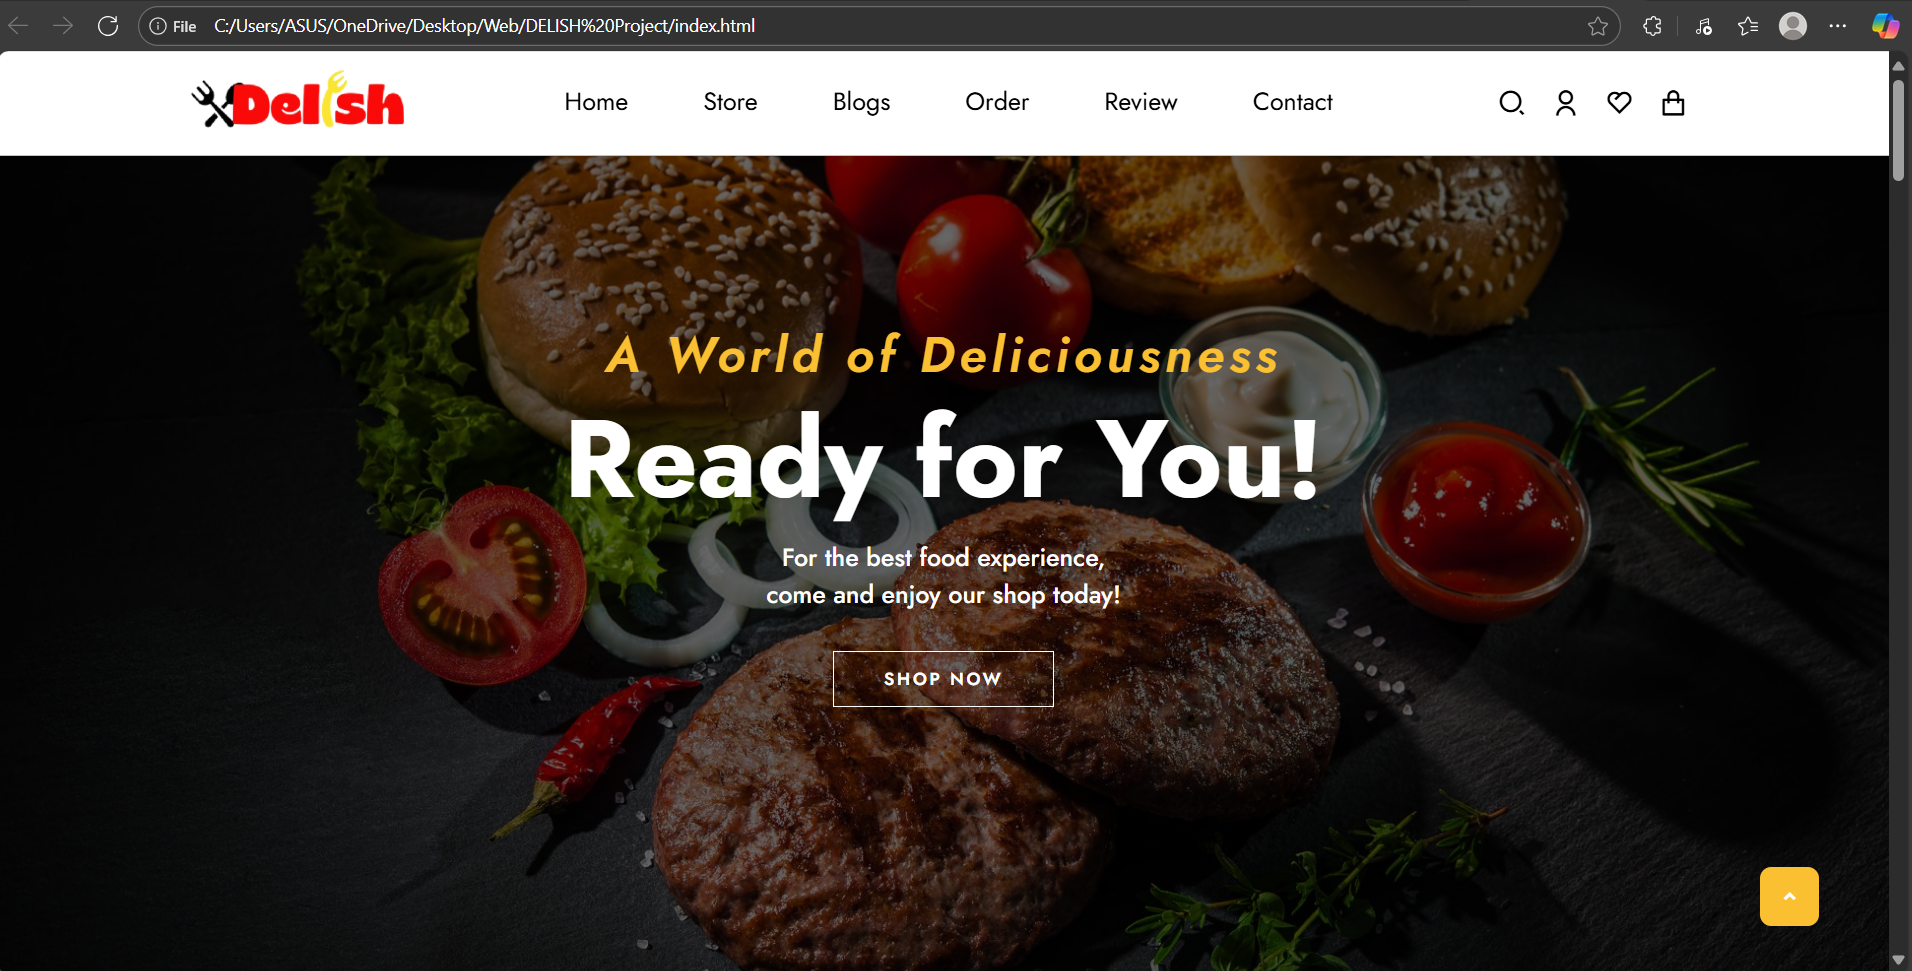 File C:/Users/ASUS/OneDrive/Desktop/Web/DELISH%20Project/index.html
Delish Home Store Blogs Order Review Contact
A World of Deliciousness
Ready for You!
For the best food experience,
come and enjoy our shop today!
SHOP NOW